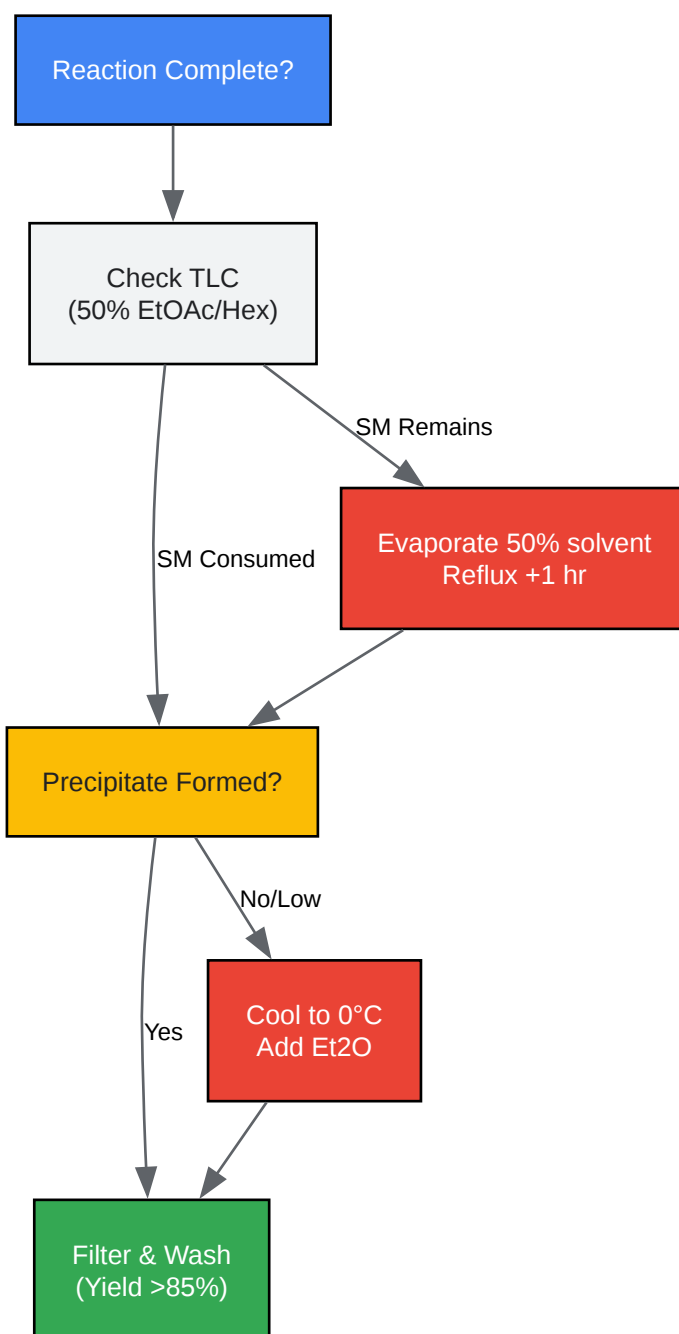 Reaction Complete?
Check TLC
(50% EtOAc/Hex)
SM Remains
Evaporate 50% solvent
Reflux +1 hr
SM Consumed
Precipitate Formed?
No/Low
Cool to 0°C
Add Et2O
Yes
Filter & Wash
(Yield >85%)